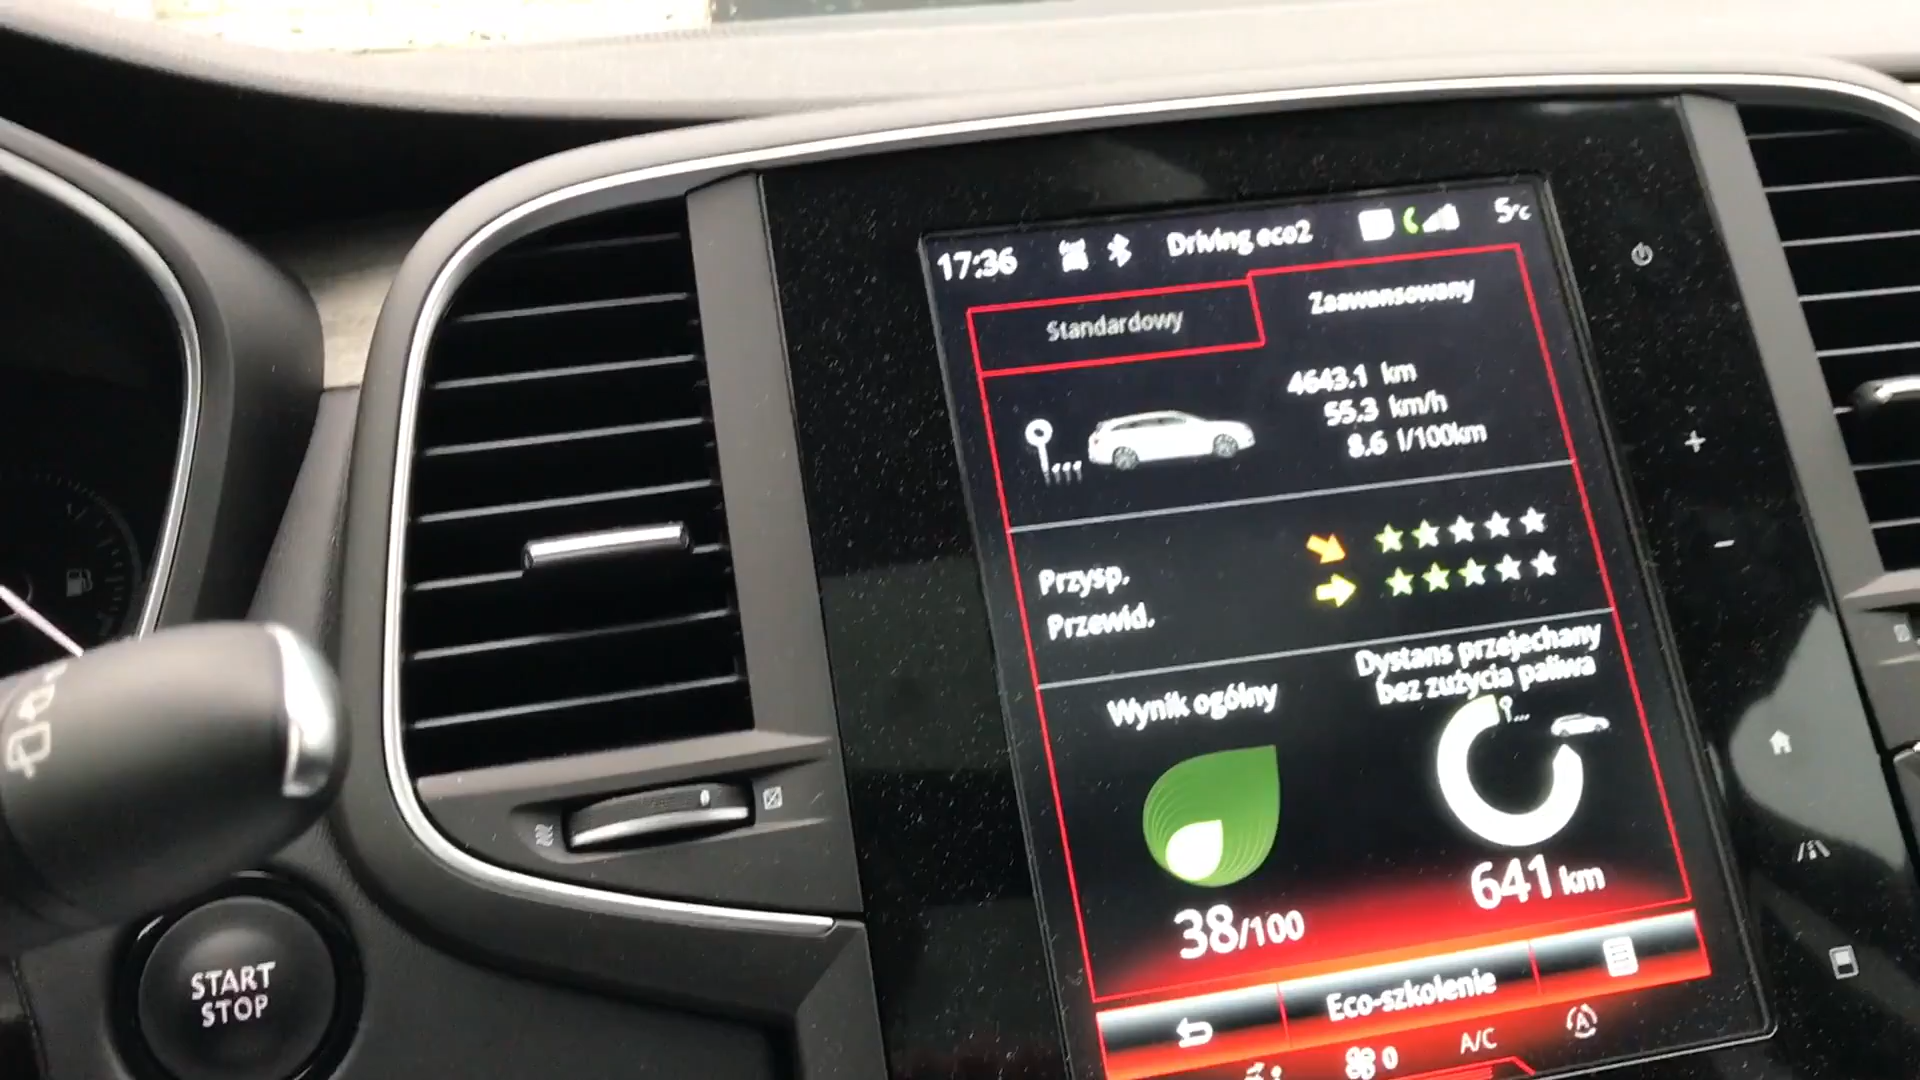 17:36 Driving eco2 5°C
Standardowy
Zaawansowany
4643.1 km
55.3 km/h
8.6 l/100km
Przysp.
Przewid.
Wynik ogólny
Dystans przejechany
bez zużycia paliwa
38/100
641 km
Eco-szkolenie
0
A/C
START
STOP